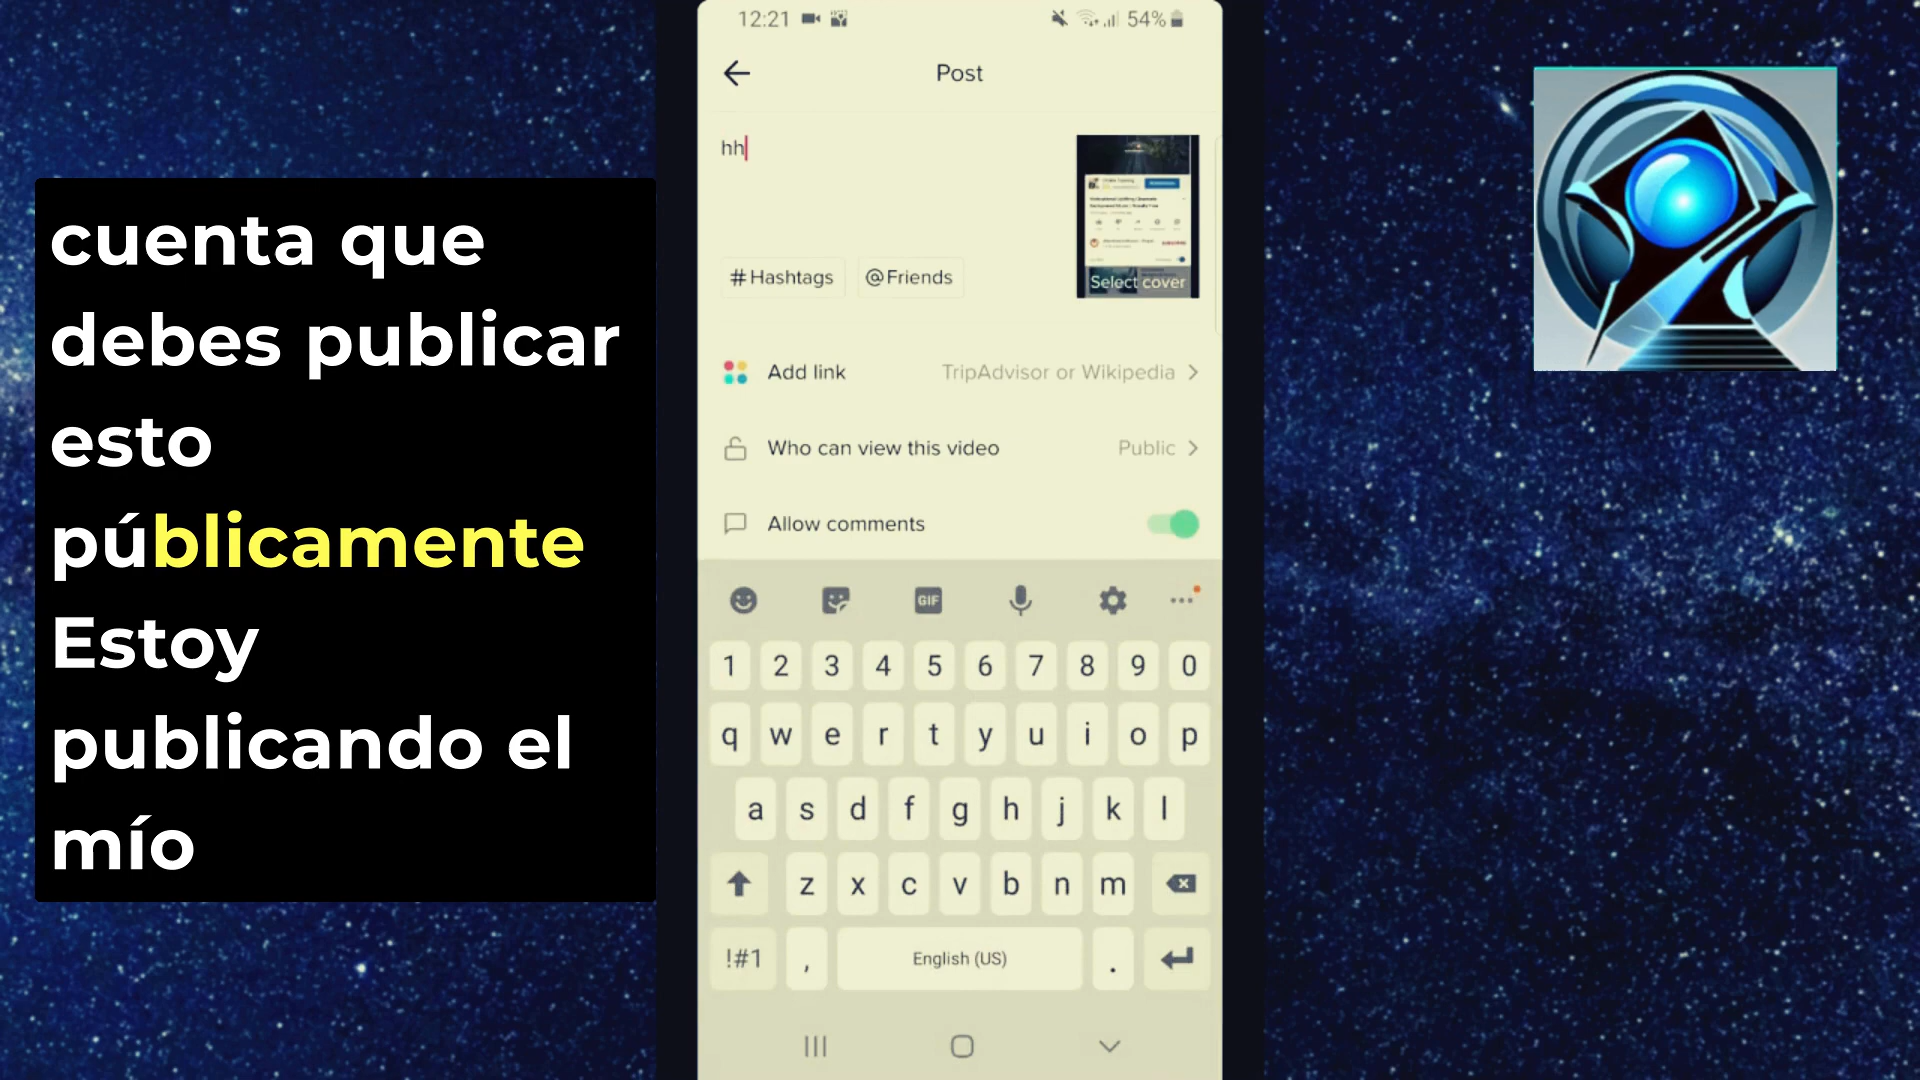 cuenta que
debes publicar
esto
públicamente
Estoy
publicando el
mío
12:21
54%
Post
hh
Select cover
#Hashtags
@Friends
Add link
TripAdvisor or Wikipedia
Who can view this video
Public
Allow comments
GIF
1 2 3 4 5 6 7 8 9 0
q w e r t y u i o p
a s d f g h j k l
z x c v b n m
!#1 , English (US) .